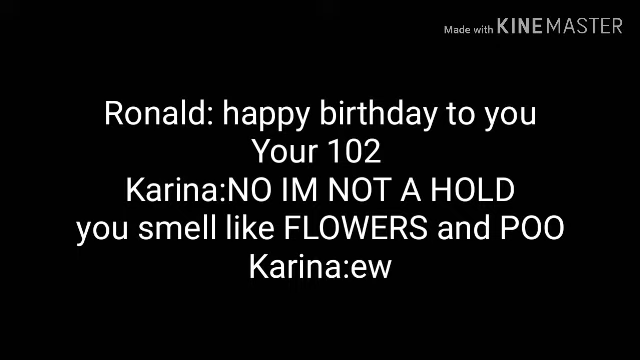 Made with KINEMASTER
Ronald: happy birthday to you
Your 102
Karina:NO IM NOT A HOLD
you smell like FLOWERS and POO
Karina:ew